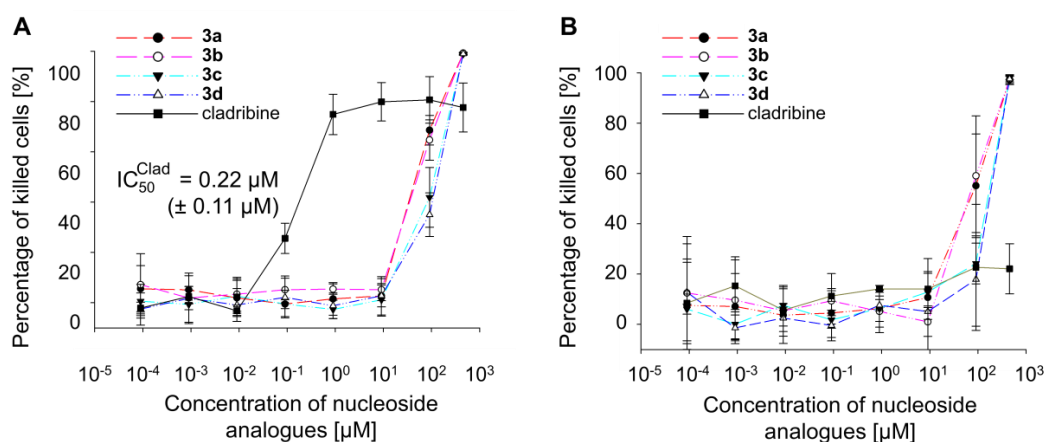 A
3a
3b
3c
3d
cladribine
Percentage of killed cells [%]
100
80
60
40
20
0
IC50Clad = 0.22 µM
(± 0.11 µM)
10-5 10-4 10-3 10-2 10-1 100 101 102 103
Concentration of nucleoside
analogues [µM]
B
3a
3b
3c
3d
cladribine
Percentage of killed cells [%]
100
80
60
40
20
0
10-5 10-4 10-3 10-2 10-1 100 101 102 103
Concentration of nucleoside
analogues [µM]